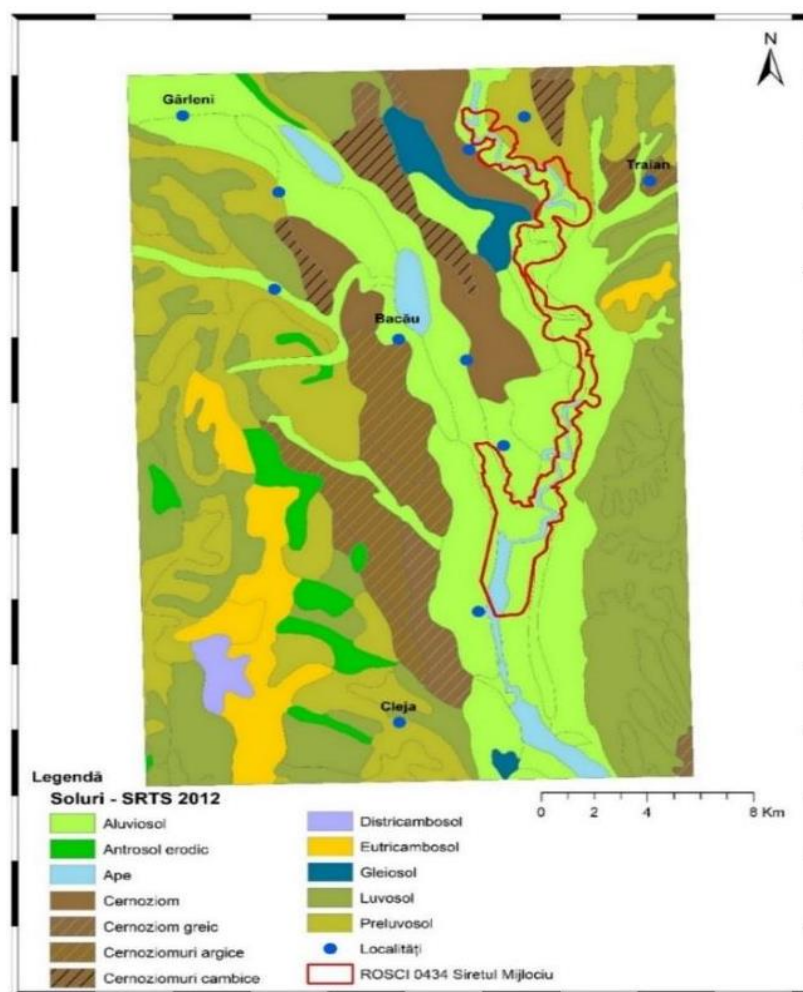 N
Gârleni
Traian
Bacău
Cleja
Legendă
Soluri - SRTS 2012
Aluviosol
Antrosol erodic
Ape
Cernoziom
Cernoziom greic
Cernoziomuri argice
Cernoziomuri cambice
Districambosol
Eutricambosol
Gleiosol
Luvosol
Preluvosol
Localități
ROSCI 0434 Siretul Mijlociu
0 2 4 8 Km